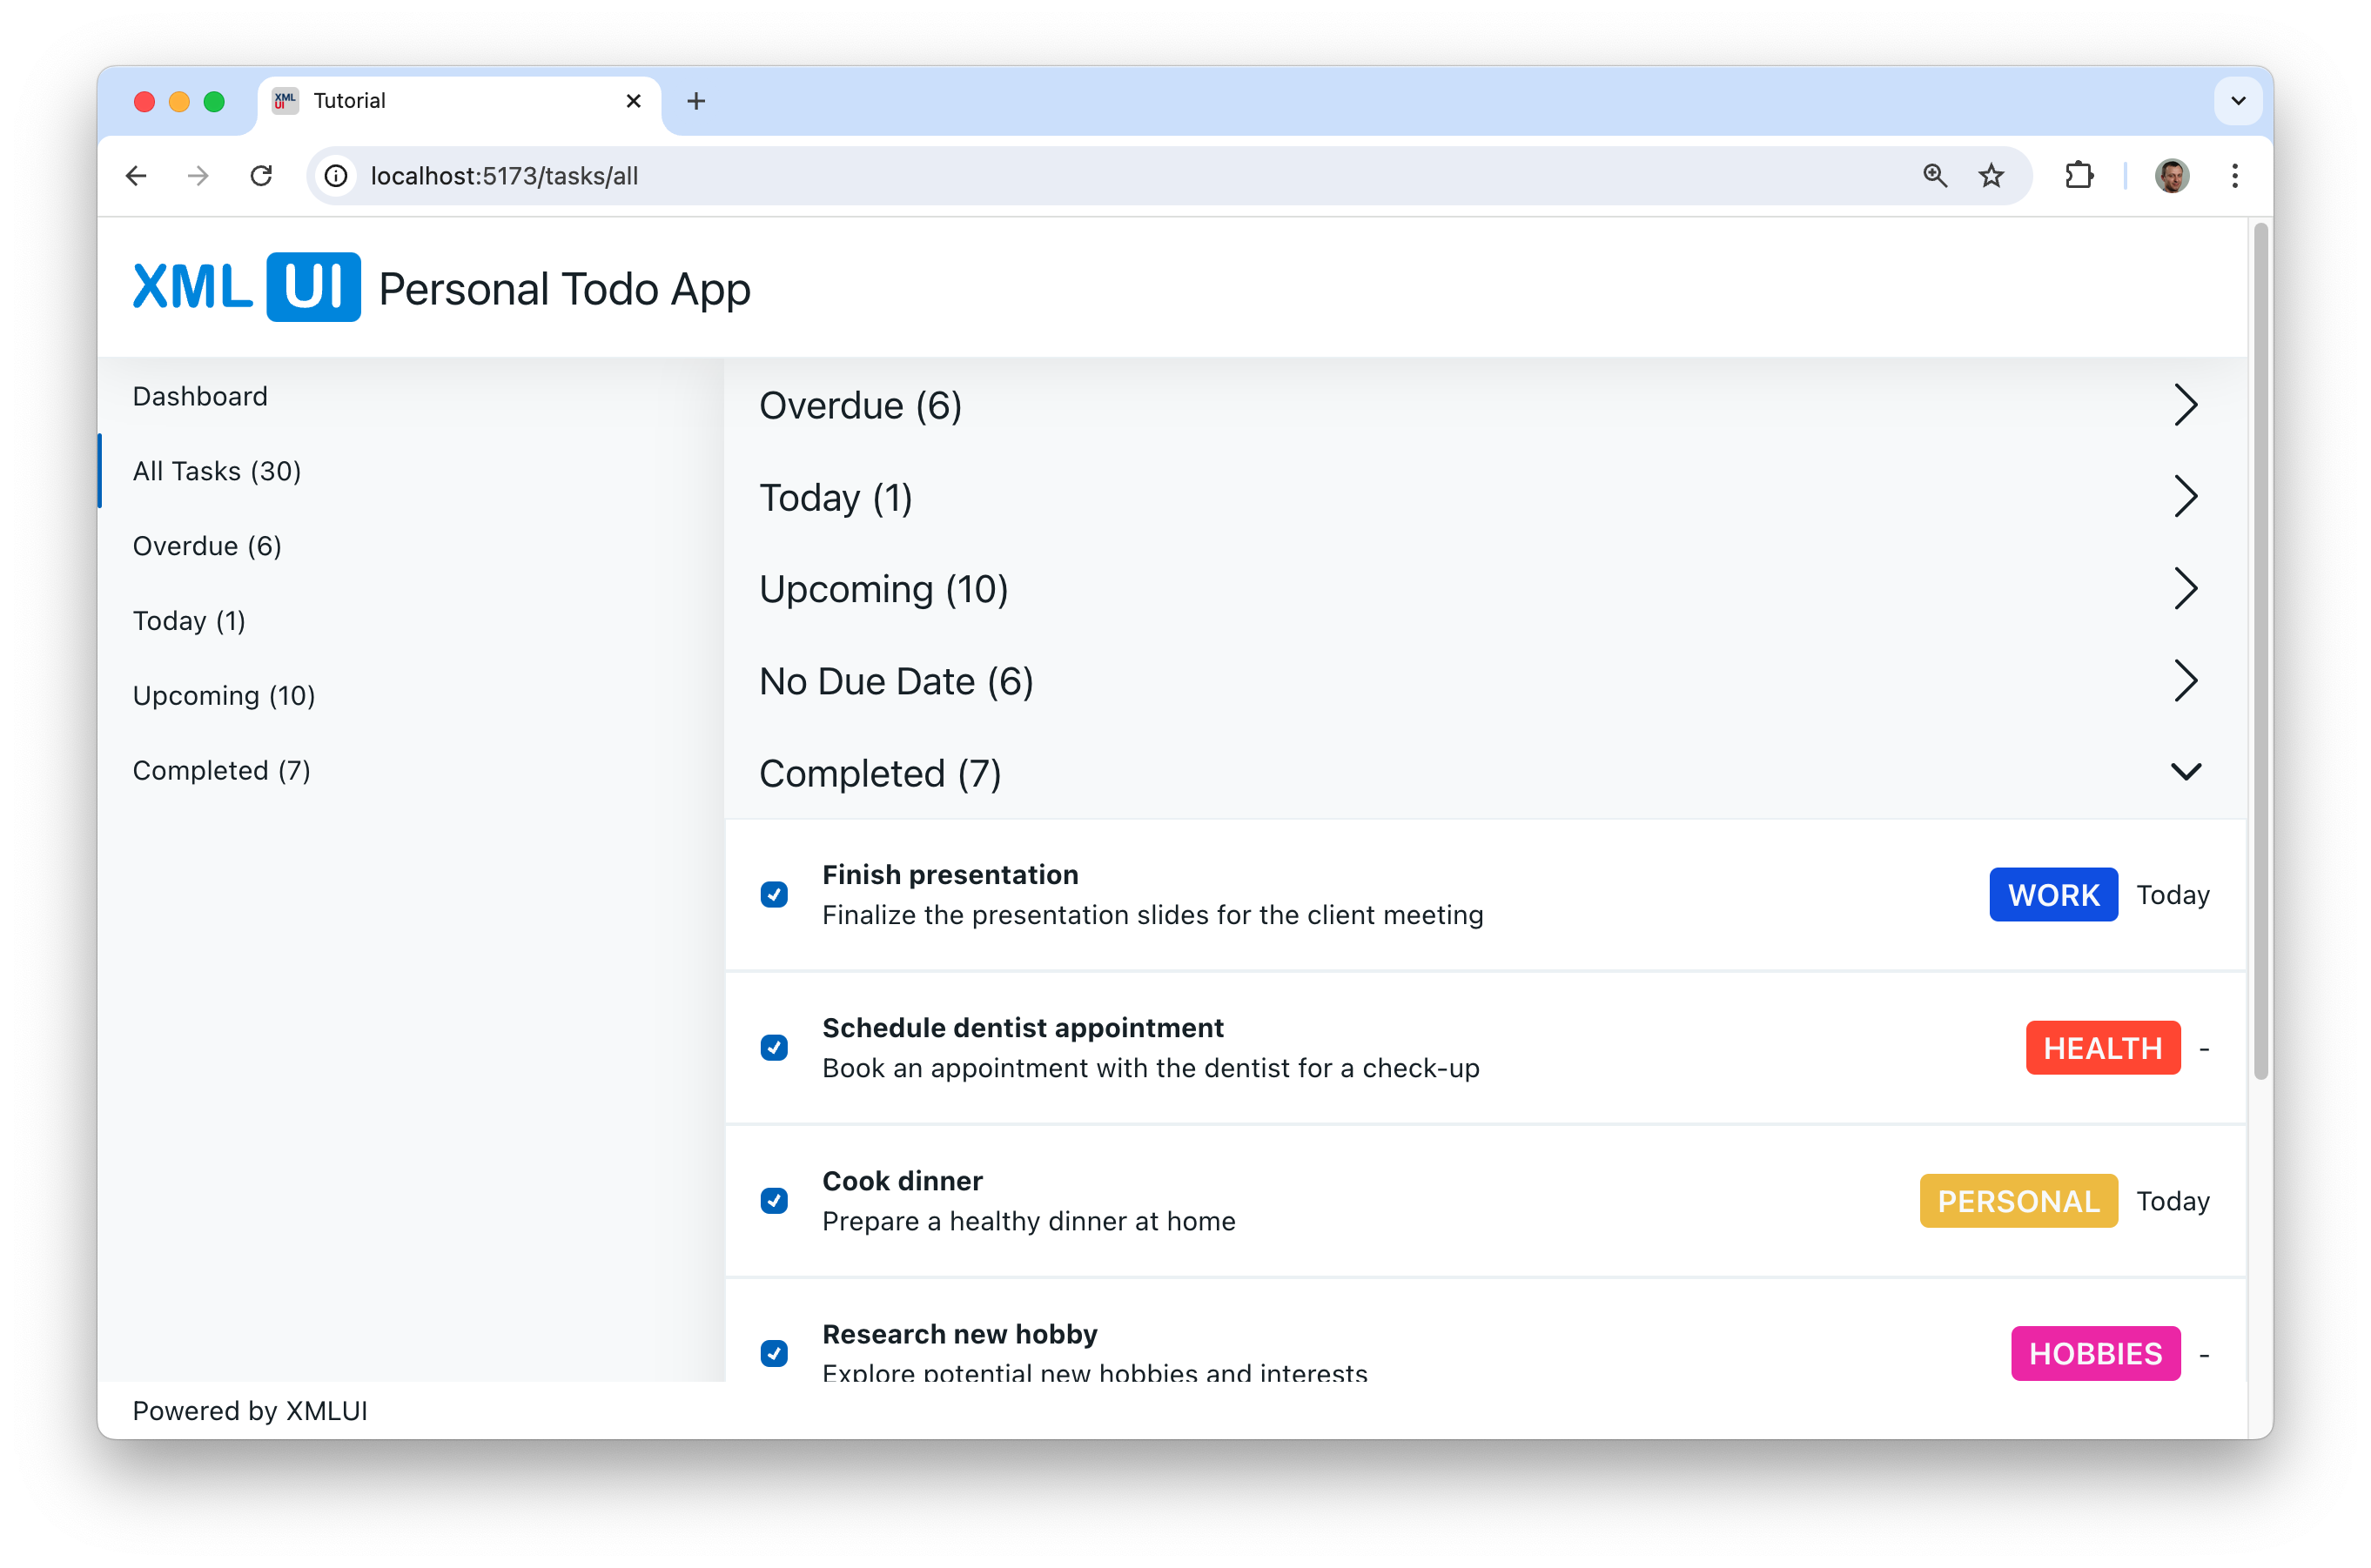 XML UI Tutorial
localhost:5173/tasks/all
XML UI Personal Todo App
Dashboard
All Tasks (30)
Overdue (6)
Today (1)
Upcoming (10)
Completed (7)
Overdue (6)
Today (1)
Upcoming (10)
No Due Date (6)
Completed (7)
Finish presentation
Finalize the presentation slides for the client meeting
WORK Today
Schedule dentist appointment
Book an appointment with the dentist for a check-up
HEALTH -
Cook dinner
Prepare a healthy dinner at home
PERSONAL Today
Research new hobby
Explore potential new hobbies and interests
HOBBIES -
Powered by XMLUI